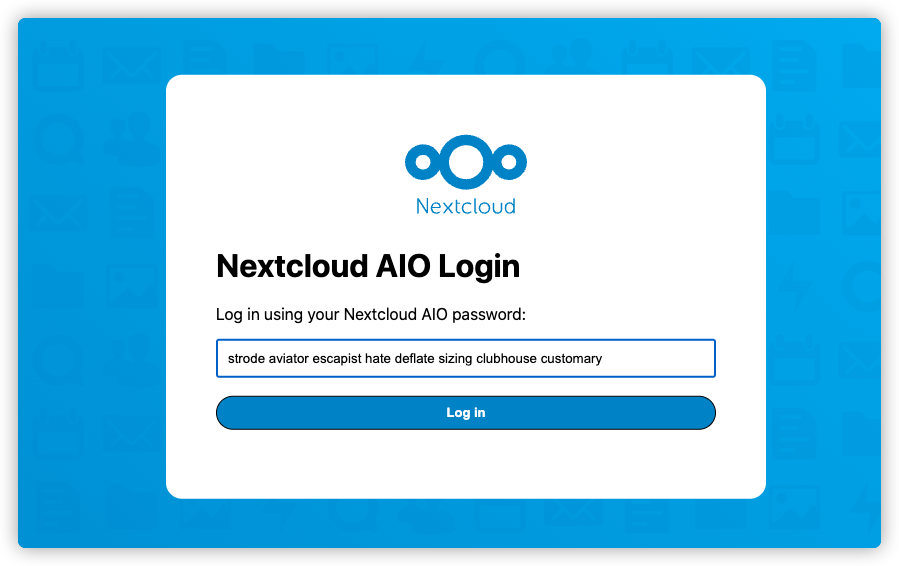 Nextcloud
Nextcloud AIO Login
Log in using your Nextcloud AIO password:
strode aviator escapist hate deflate sizing clubhouse customary
Log in